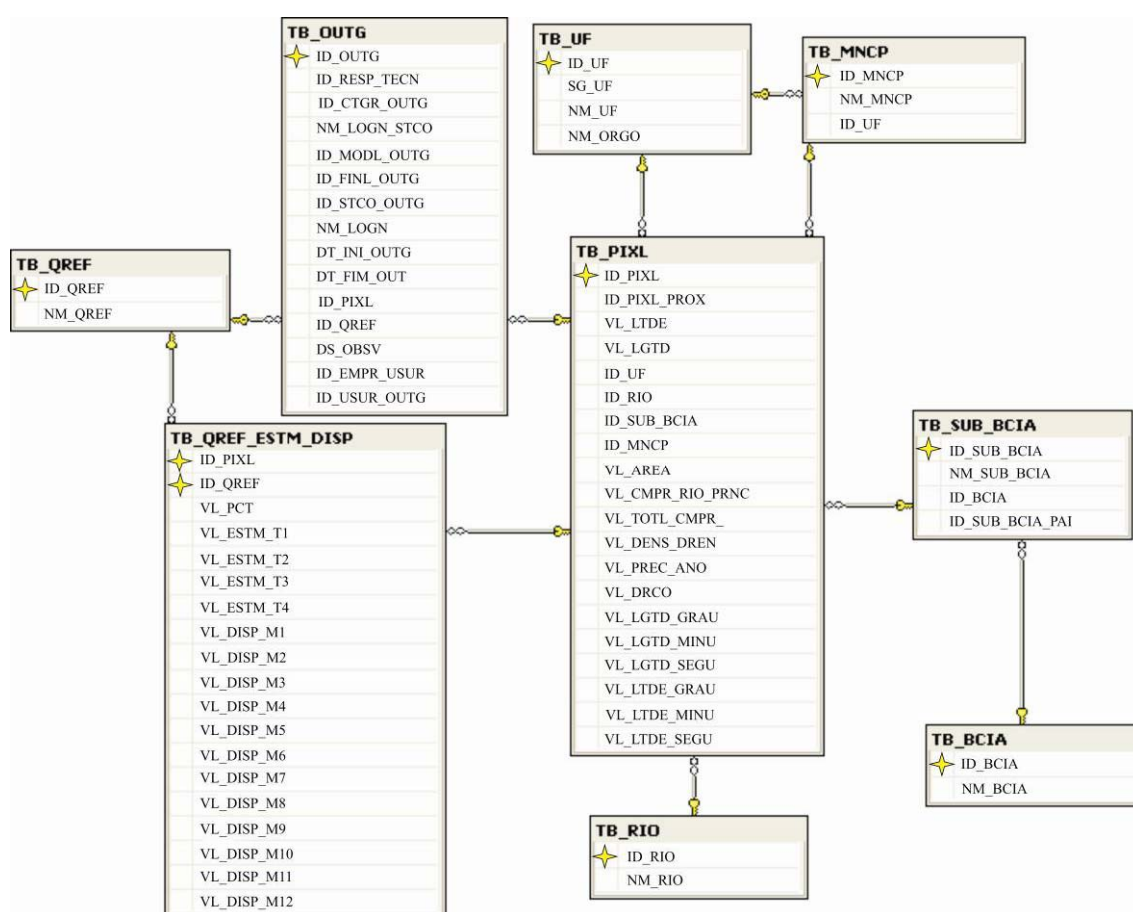 TB_OUTG
ID_OUTG
ID_RESP_TECN
ID_CTGR_OUTG
NM_LOGN_STCO
ID_MODL_OUTG
ID_FINL_OUTG
ID_STCO_OUTG
NM_LOGN
DT_INI_OUTG
DT_FIM_OUT
ID_PIXL
ID_QREF
DS_OBSV
ID_EMPR_USUR
ID_USUR_OUTG
TB_UF
ID_UF
SG_UF
NM_UF
NM_ORGO
TB_MNCP
ID_MNCP
NM_MNCP
ID_UF
TB_QREF
ID_QREF
NM_QREF
TB_PIXL
ID_PIXL
ID_PIXL_PROX
VL_LTDE
VL_LGTD
ID_UF
ID_RIO
ID_SUB_BCIA
ID_MNCP
VL_AREA
VL_CMPR_RIO_PRNC
VL_TOTL_CMPR_
VL_DENS_DREN
VL_PREC_ANO
VL_DRCO
VL_LGTD_GRAU
VL_LGTD_MINU
VL_LGTD_SEGU
VL_LTDE_GRAU
VL_LTDE_MINU
VL_LTDE_SEGU
TB_QREF_ESTM_DISP
ID_PIXL
ID_QREF
VL_PCT
VL_ESTM_T1
VL_ESTM_T2
VL_ESTM_T3
VL_ESTM_T4
VL_DISP_M1
VL_DISP_M2
VL_DISP_M3
VL_DISP_M4
VL_DISP_M5
VL_DISP_M6
VL_DISP_M7
VL_DISP_M8
VL_DISP_M9
VL_DISP_M10
VL_DISP_M11
VL_DISP_M12
TB_SUB_BCIA
ID_SUB_BCIA
NM_SUB_BCIA
ID_BCIA
ID_SUB_BCIA_PAI
TB_BCIA
ID_BCIA
NM_BCIA
TB_RIO
ID_RIO
NM_RIO